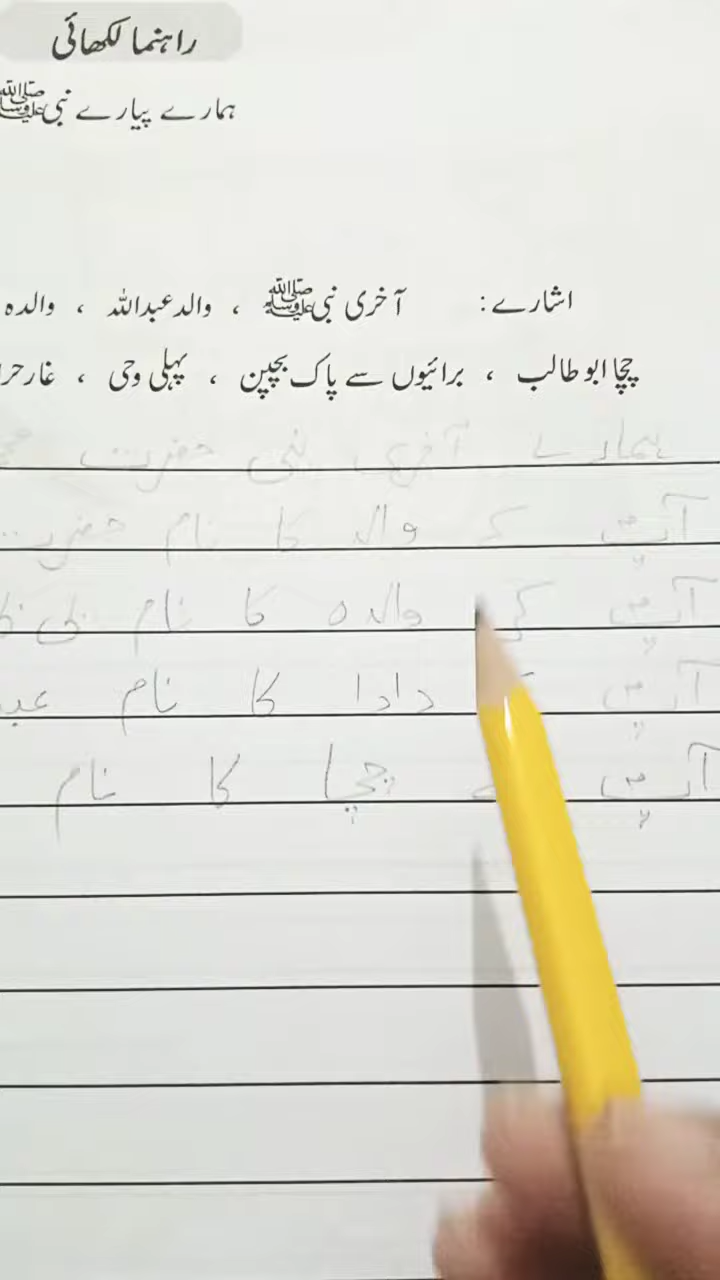 راہنما لکھائی
ہمارے پیارے نبی ﷺ
اشارے: آخری نبی ﷺ ، والد عبداللہ ، والدہ
چچا ابو طالب ، برائیوں سے پاک بچپن ، پہلی وحی ، غار حرا
ہمارے آخری نبی حضرت
آپؐ کے والد کا نام حضرت
آپؐ کی والدہ کا نام بی بی
آپؐ دادا کا نام
آپؐ کے چچا کا نام